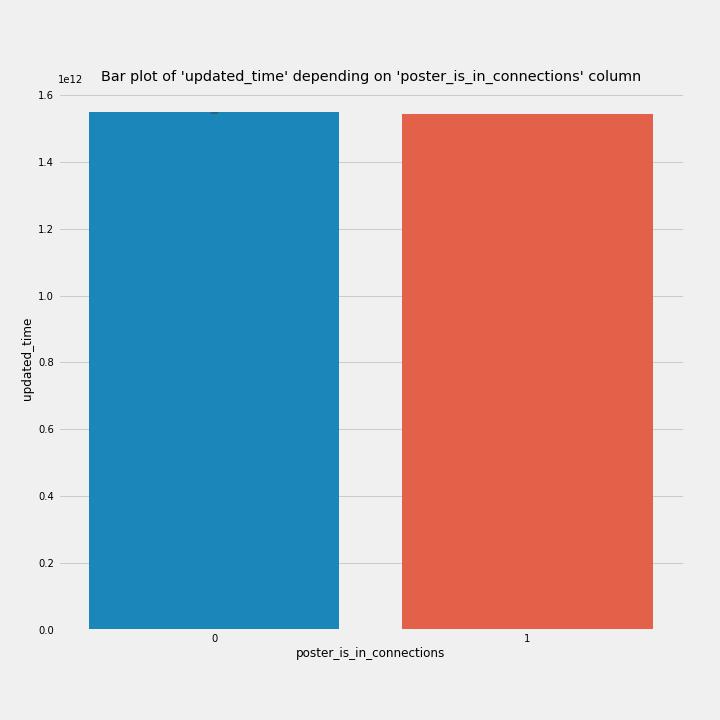 Bar plot of 'updated_time' depending on 'poster_is_in_connections' column
1e12
1.6
1.4
1.2
1.0
0.8
0.6
0.4
0.2
0.0
updated_time
0
1
poster_is_in_connections